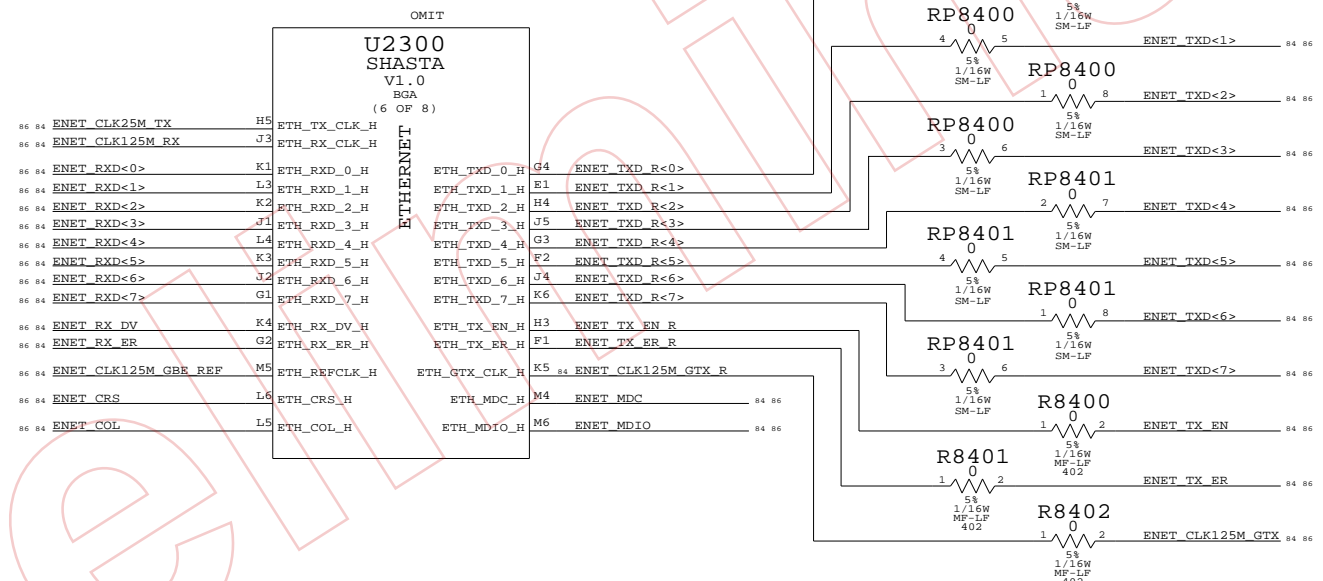 OMIT
U2300
SHASTA
V1.0
BGA
(6 OF 8)
ETHERNET
86 84 ENET_CLK25M_TX H5 ETH_TX_CLK_H
86 84 ENET_CLK125M_RX J3 ETH_RX_CLK_H
86 84 ENET_RXD<0> K1 ETH_RXD_0_H
86 84 ENET_RXD<1> L3 ETH_RXD_1_H
86 84 ENET_RXD<2> K2 ETH_RXD_2_H
86 84 ENET_RXD<3> J1 ETH_RXD_3_H
86 84 ENET_RXD<4> L4 ETH_RXD_4_H
86 84 ENET_RXD<5> K3 ETH_RXD_5_H
86 84 ENET_RXD<6> J2 ETH_RXD_6_H
86 84 ENET_RXD<7> G1 ETH_RXD_7_H
86 84 ENET_RX_DV K4 ETH_RX_DV_H
86 84 ENET_RX_ER G2 ETH_RX_ER_H
86 84 ENET_CLK125M_GBE_REF M5 ETH_REFCLK_H
86 84 ENET_CRS L6 ETH_CRS_H
86 84 ENET_COL L5 ETH_COL_H
ETH_TXD_0_H G4 ENET_TXD_R<0>
ETH_TXD_1_H E1 ENET_TXD_R<1>
ETH_TXD_2_H H4 ENET_TXD_R<2>
ETH_TXD_3_H J5 ENET_TXD_R<3>
ETH_TXD_4_H G3 ENET_TXD_R<4>
ETH_TXD_5_H F2 ENET_TXD_R<5>
ETH_TXD_6_H J4 ENET_TXD_R<6>
ETH_TXD_7_H K6 ENET_TXD_R<7>
ETH_TX_EN_H H3 ENET_TX_EN_R
ETH_TX_ER_H F1 ENET_TX_ER_R
ETH_GTX_CLK_H K5 84 ENET_CLK125M_GTX_R
ETH_MDC_H M4 ENET_MDC 84 86
ETH_MDIO_H M6 ENET_MDIO 84 86
5%
1/16W
SM-LF
RP8400
0
4 5 ENET_TXD<1> 84 86
5%
1/16W
SM-LF
RP8400
0
1 8 ENET_TXD<2> 84 86
5%
1/16W
SM-LF
RP8400
0
3 6 ENET_TXD<3> 84 86
5%
1/16W
SM-LF
RP8401
0
2 7 ENET_TXD<4> 84 86
5%
1/16W
SM-LF
RP8401
0
4 5 ENET_TXD<5> 84 86
5%
1/16W
SM-LF
RP8401
0
1 8 ENET_TXD<6> 84 86
5%
1/16W
SM-LF
RP8401
0
3 6 ENET_TXD<7> 84 86
5%
1/16W
SM-LF
R8400
0
1 2 ENET_TX_EN 84 86
5%
1/16W
MF-LF
402
R8401
0
1 2 ENET_TX_ER 84 86
5%
1/16W
MF-LF
402
R8402
0
1 2 ENET_CLK125M_GTX 84 86
5%
1/16W
MF-LF